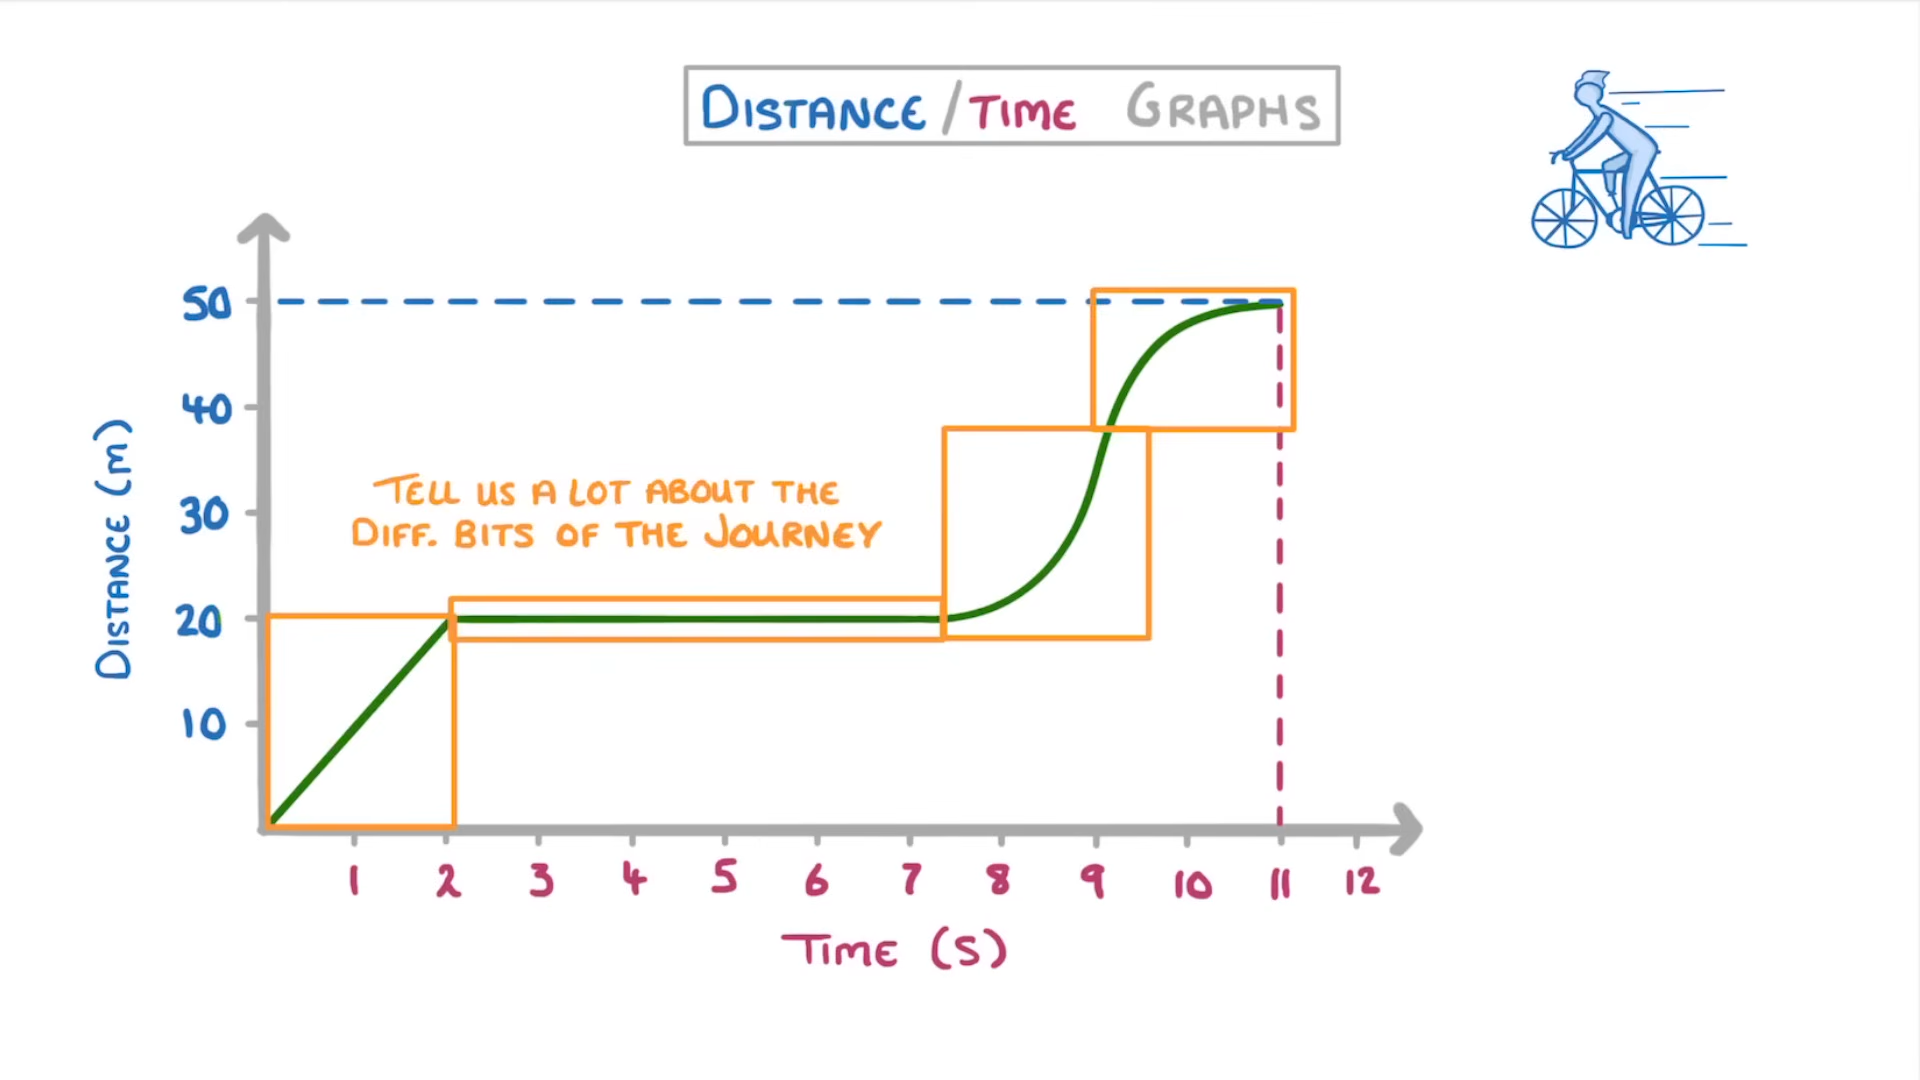 DISTANCE / TIME GRAPHS
50
40
30
20
10
DISTANCE (m)
TELL US A LOT ABOUT THE
DIFF. BITS OF THE JOURNEY
1 2 3 4 5 6 7 8 9 10 11 12
TIME (S)